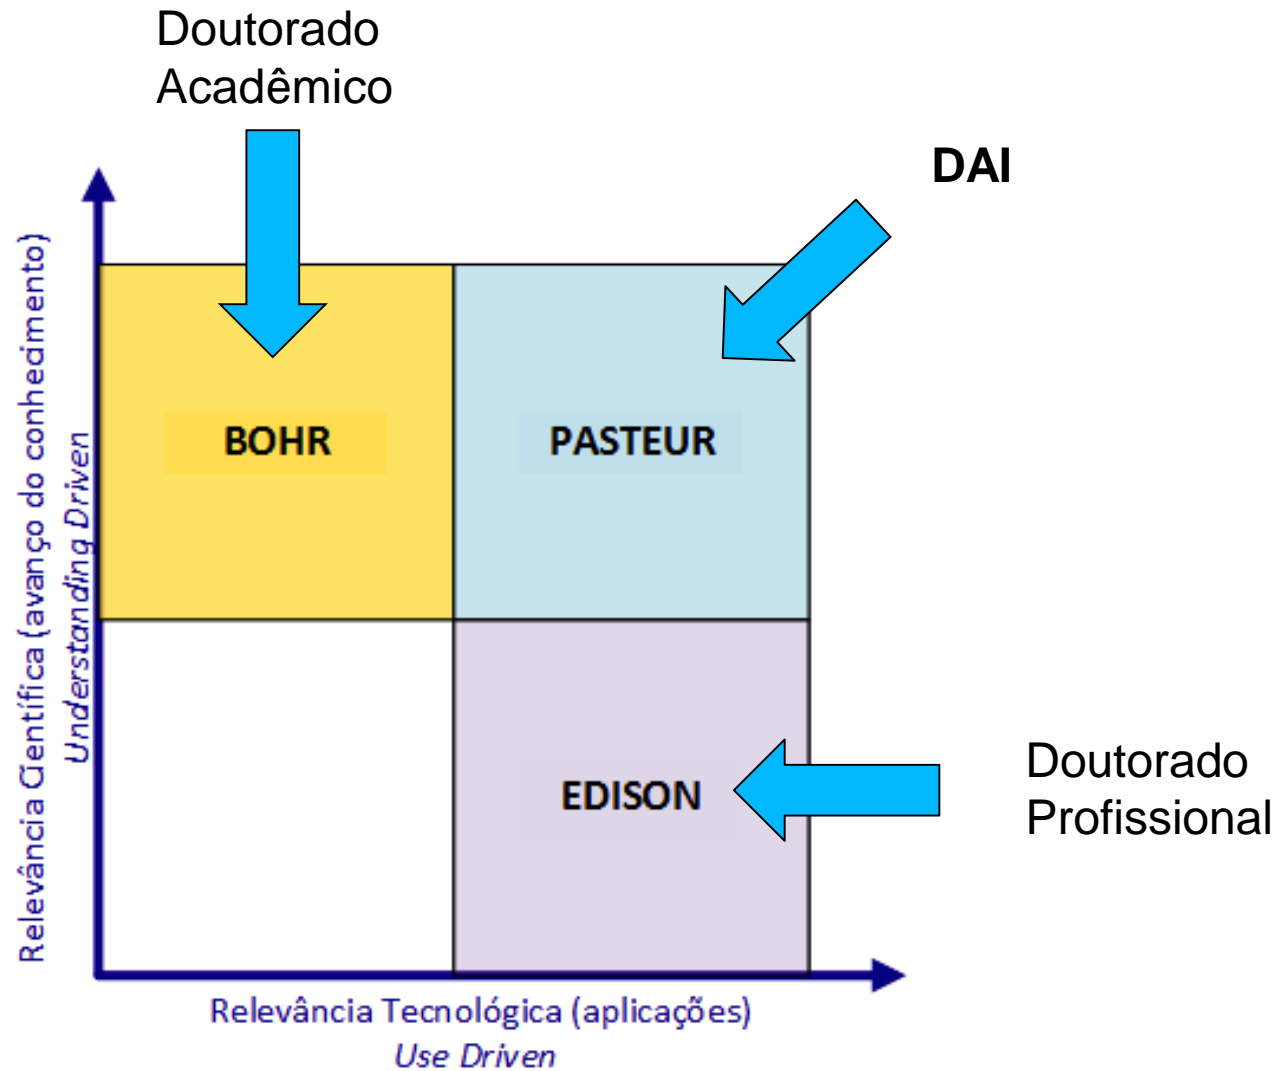 Doutorado
Acadêmico
DAI
Relevância Científica (avanço do conhecimento)
Understanding Driven
BOHR
PASTEUR
EDISON
Doutorado
Profissional
Relevância Tecnológica (aplicações)
Use Driven